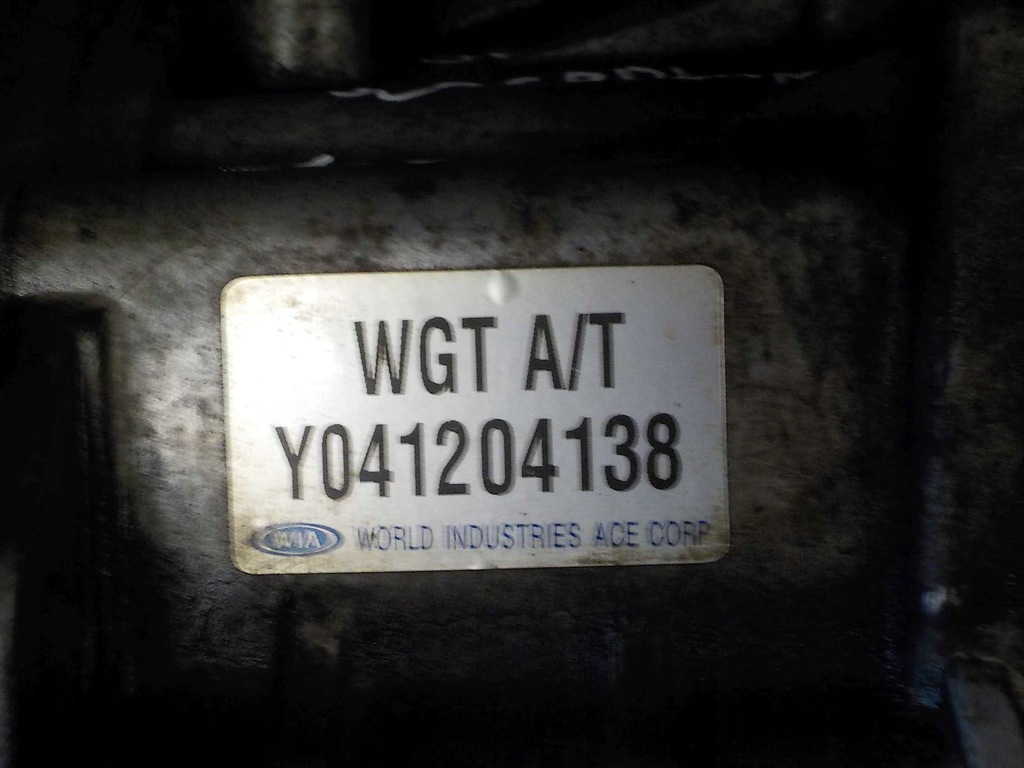 WGT A/T
Y041204138
WIA WORLD INDUSTRIES ACE CORP